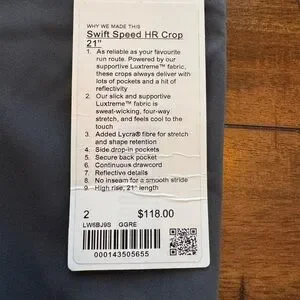 WHY WE MADE THIS
Swift Speed HR Crop
21"
1. As reliable as your favourite
run route. Powered by our
supportive Luxtreme™ fabric,
these crops always deliver with
lots of pockets and a hit of
reflectivity
2. Our slick and supportive
Luxtreme™ fabric is
sweat-wicking, four-way
stretch, and feels cool to the
touch
3. Added Lycra® fibre for stretch
and shape retention
4. Side drop-in pockets
5. Secure back pocket
6. Continuous drawcord
7. Reflective details
8. No inseam for a smooth stride
9. High rise, 21" length
2 $118.00
LW6BJ9S GGRE
000143505655